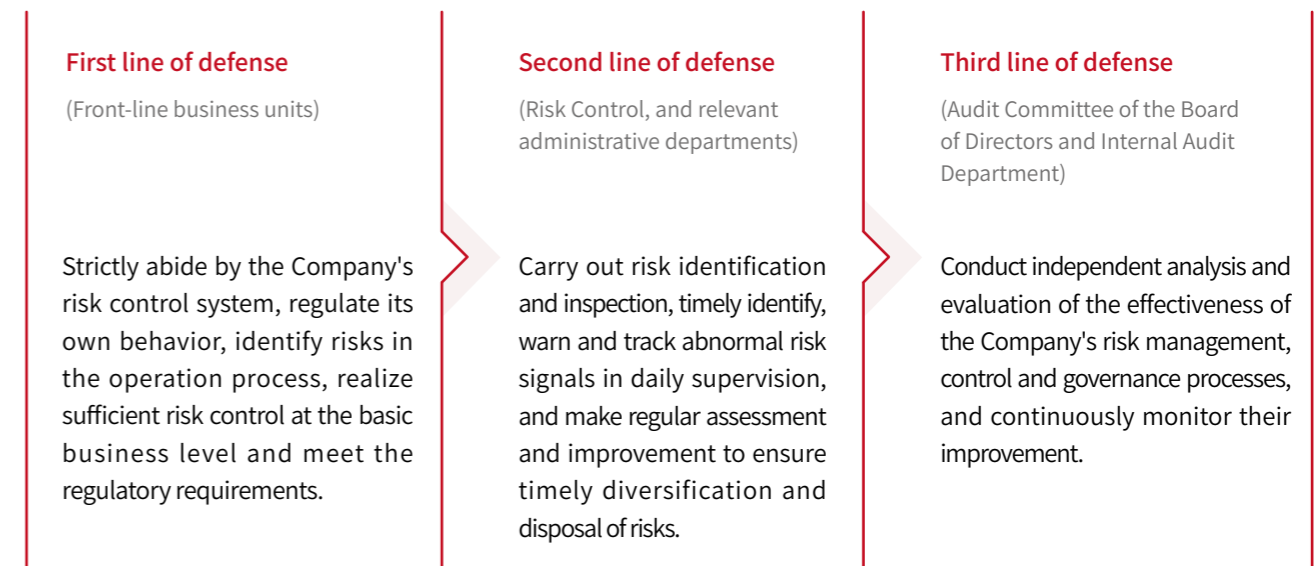 First line of defense
(Front-line business units)
Strictly abide by the Company's
risk control system, regulate its
own behavior, identify risks in
the operation process, realize
sufficient risk control at the basic
business level and meet the
regulatory requirements.
Second line of defense
(Risk Control, and relevant
administrative departments)
Carry out risk identification
and inspection, timely identify,
warn and track abnormal risk
signals in daily supervision,
and make regular assessment
and improvement to ensure
timely diversification and
disposal of risks.
Third line of defense
(Audit Committee of the Board
of Directors and Internal Audit
Department)
Conduct independent analysis and
evaluation of the effectiveness of
the Company's risk management,
control and governance processes,
and continuously monitor their
improvement.